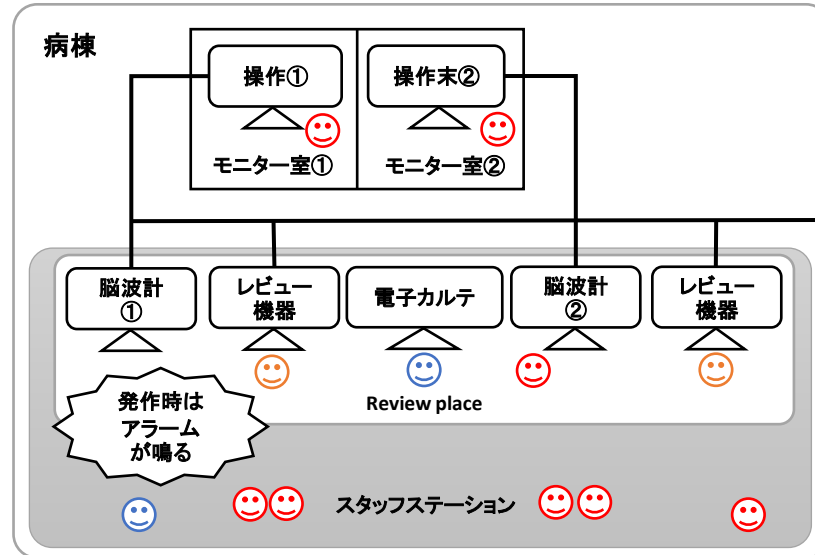 病棟
操作①
操作末②
モニター室①
モニター室②
脳波計
①
レビュー
機器
電子カルテ
脳波計
②
レビュー
機器
Review place
発作時は
アラーム
が鳴る
スタッフステーション